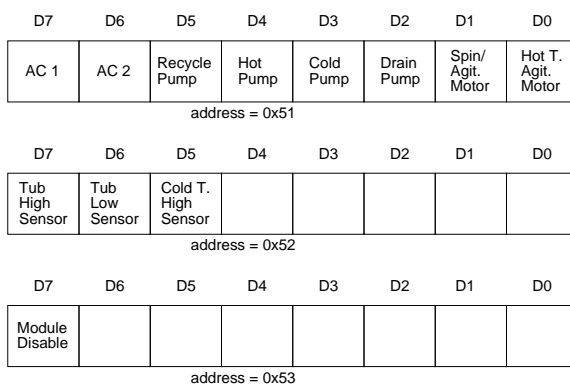 D7 D6 D5 D4 D3 D2 D1 D0
AC 1 AC 2 Recycle Pump Hot Pump Cold Pump Drain Pump Spin/ Agit. Motor Hot T. Agit. Motor
address = 0x51
D7 D6 D5 D4 D3 D2 D1 D0
Tub High Sensor Tub Low Sensor Cold T. High Sensor
address = 0x52
D7 D6 D5 D4 D3 D2 D1 D0
Module Disable
address = 0x53